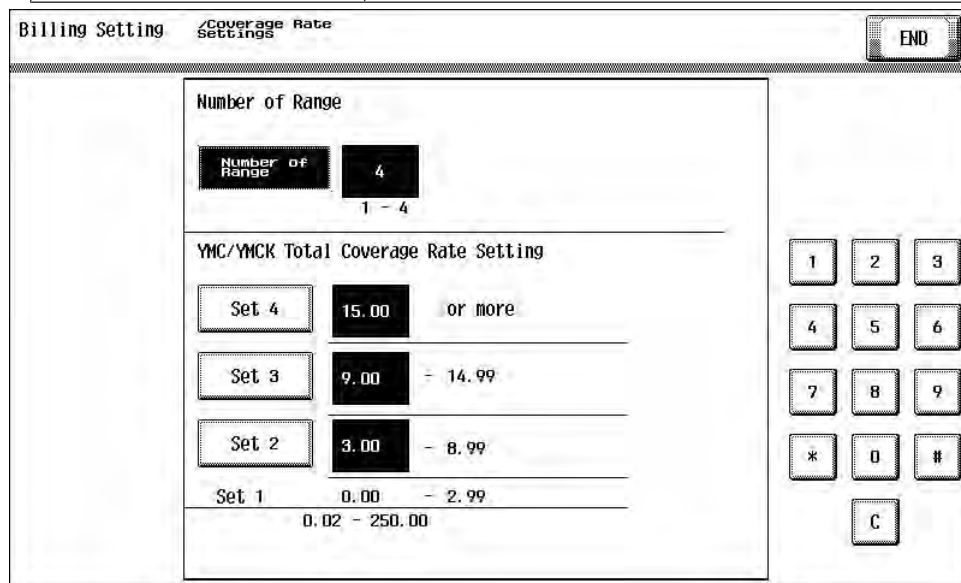 Billing Setting
/Coverage Rate
Settings
END
Number of Range
Number of
Range
4
1 - 4
YMC/YMCK Total Coverage Rate Setting
Set 4 15.00 or more
Set 3 9.00 - 14.99
Set 2 3.00 - 8.99
Set 1 0.00 - 2.99
0.02 - 250.00
1 2 3
4 5 6
7 8 9
* 0 #
C